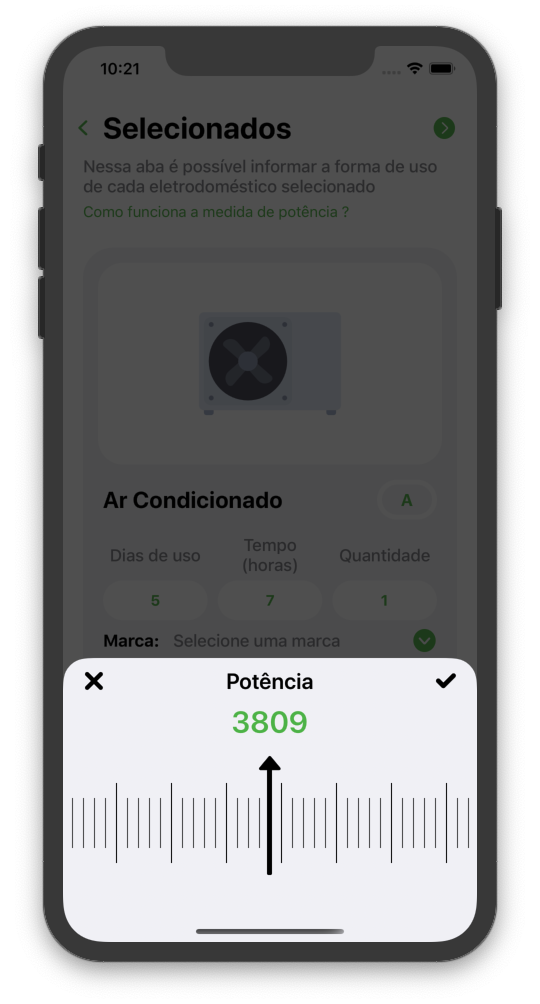 10:21
Selecionados
Nessa aba é possível informar a forma de uso
de cada eletrodoméstico selecionado
Como funciona a medida de potência ?
Ar Condicionado
A
Dias de uso
Tempo
(horas)
Quantidade
5
7
1
Marca: Selecione uma marca
Potência
3809